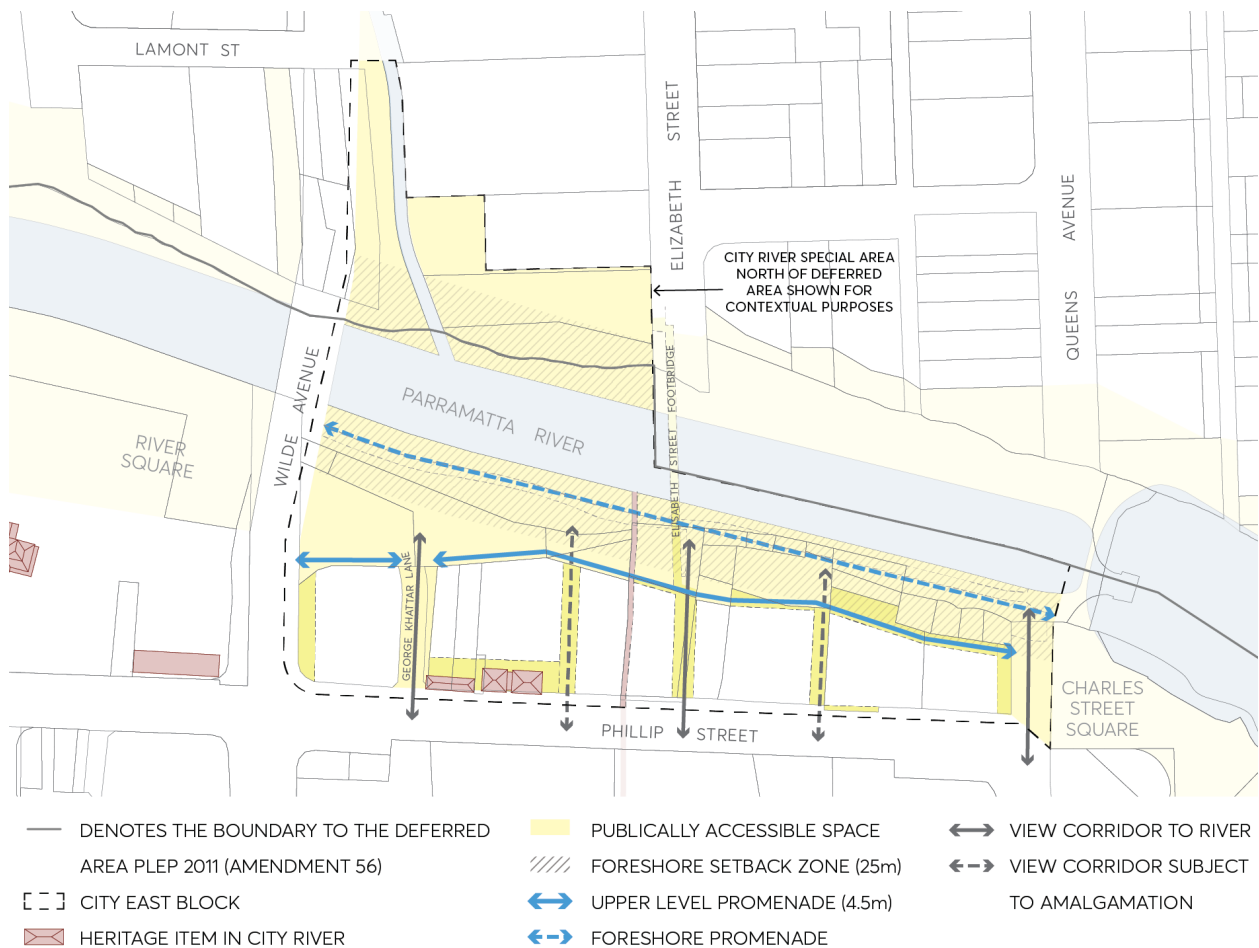 LAMONT ST
ELIZABETH STREET
QUEENS AVENUE
CITY RIVER SPECIAL AREA
NORTH OF DEFERRED
AREA SHOWN FOR
CONTEXTUAL PURPOSES
WILDE AVENUE
PARRAMATTA RIVER
ELISABETH STREET FOOTBRIDGE
RIVER
SQUARE
GEORGE KHATTAR LANE
PHILLIP STREET
CHARLES
STREET
SQUARE
DENOTES THE BOUNDARY TO THE DEFERRED
AREA PLEP 2011 (AMENDMENT 56)
CITY EAST BLOCK
HERITAGE ITEM IN CITY RIVER
PUBLICALLY ACCESSIBLE SPACE
FORESHORE SETBACK ZONE (25m)
UPPER LEVEL PROMENADE (4.5m)
FORESHORE PROMENADE
VIEW CORRIDOR TO RIVER
VIEW CORRIDOR SUBJECT
TO AMALGAMATION